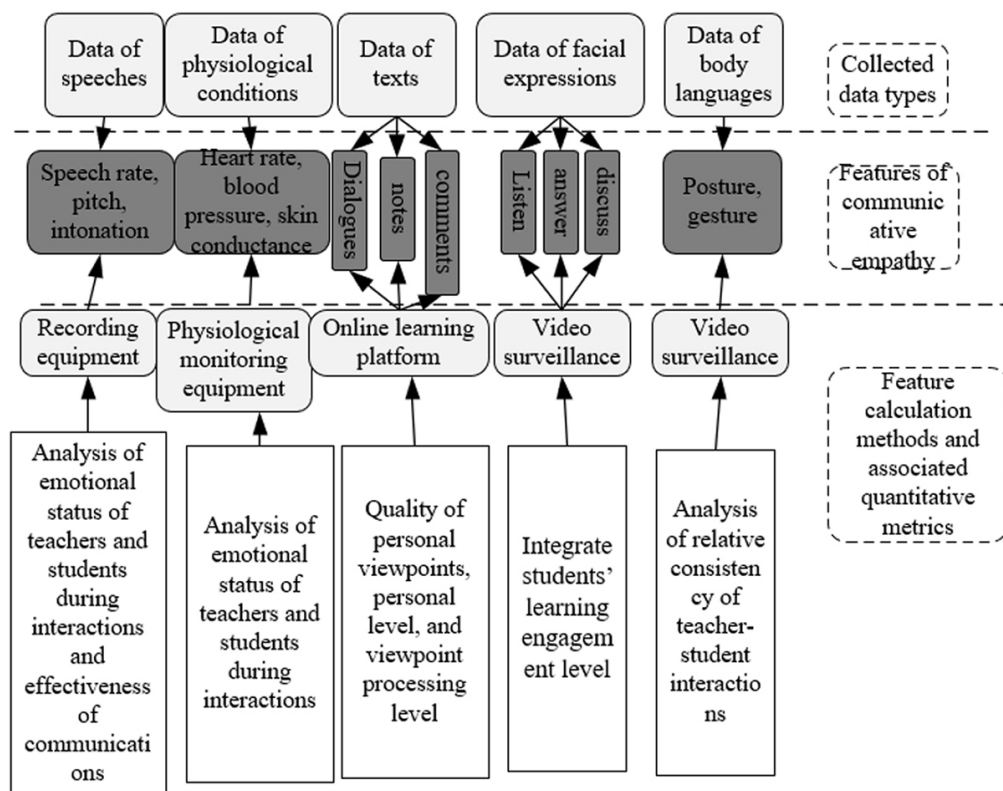 Data of
speeches
Data of
physiological
conditions
Data of
texts
Data of facial
expressions
Data of
body
languages
Collected
data types
Speech rate,
pitch,
intonation
Heart rate,
blood
pressure, skin
conductance
Dialogues
notes
comments
Listen
answer
discuss
Posture,
gesture
Features of
communic
ative
empathy
Recording
equipment
Physiological
monitoring
equipment
Online learning
platform
Video
surveillance
Video
surveillance
Feature
calculation
methods and
associated
quantitative
metrics
Analysis of
emotional
status of
teachers and
students
during
interactions
and
effectiveness
of
communicati
ons
Analysis of
emotional
status of
teachers and
students
during
interactions
Quality of
personal
viewpoints,
personal
level, and
viewpoint
processing
level
Integrate
students’
learning
engagem
ent level
Analysis
of relative
consisten
cy of
teacher-
student
interactio
ns